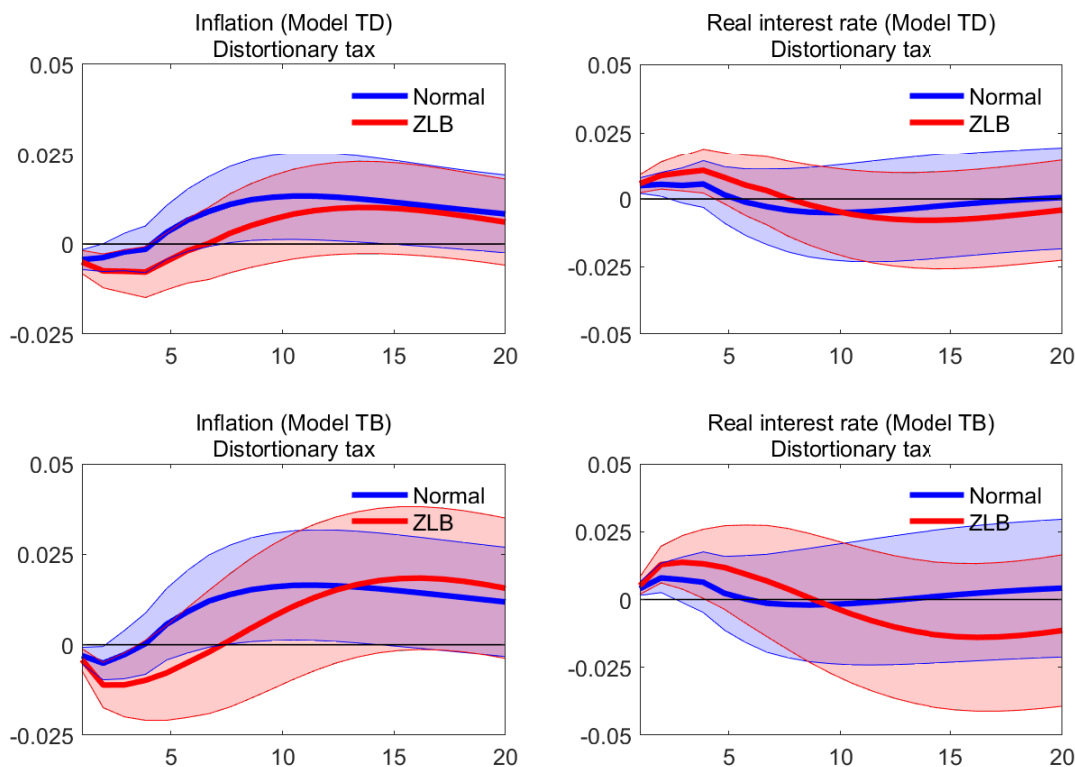 Inflation (Model TD)
Distortionary tax
0.05
0.025
0
-0.025
5
10
15
20
Normal
ZLB
Real interest rate (Model TD)
Distortionary tax
0.05
0.025
0
-0.025
-0.05
5
10
15
20
Normal
ZLB
Inflation (Model TB)
Distortionary tax
0.05
0.025
0
-0.025
5
10
15
20
Normal
ZLB
Real interest rate (Model TB)
Distortionary tax
0.05
0.025
0
-0.025
-0.05
5
10
15
20
Normal
ZLB